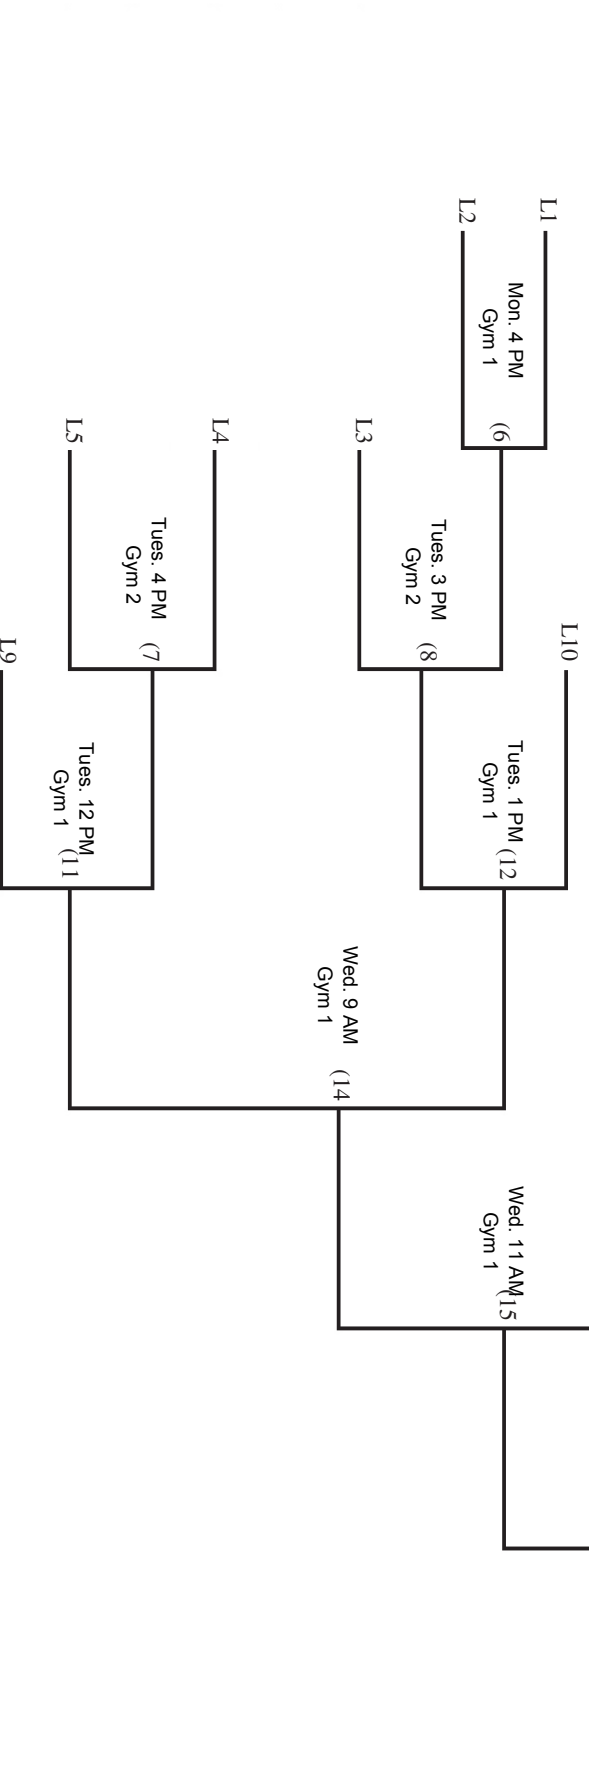 L1
Mon. 4 PM
Gym 1
(6
L2
L10
Tues. 1 PM
Gym 1
(12
Tues. 3 PM
Gym 2
(8
L3
Wed. 11 AM
Gym 1
(15
Wed. 9 AM
Gym 1
(14
L4
Tues. 4 PM
Gym 2
(7
L5
Tues. 12 PM
Gym 1
(11
L9